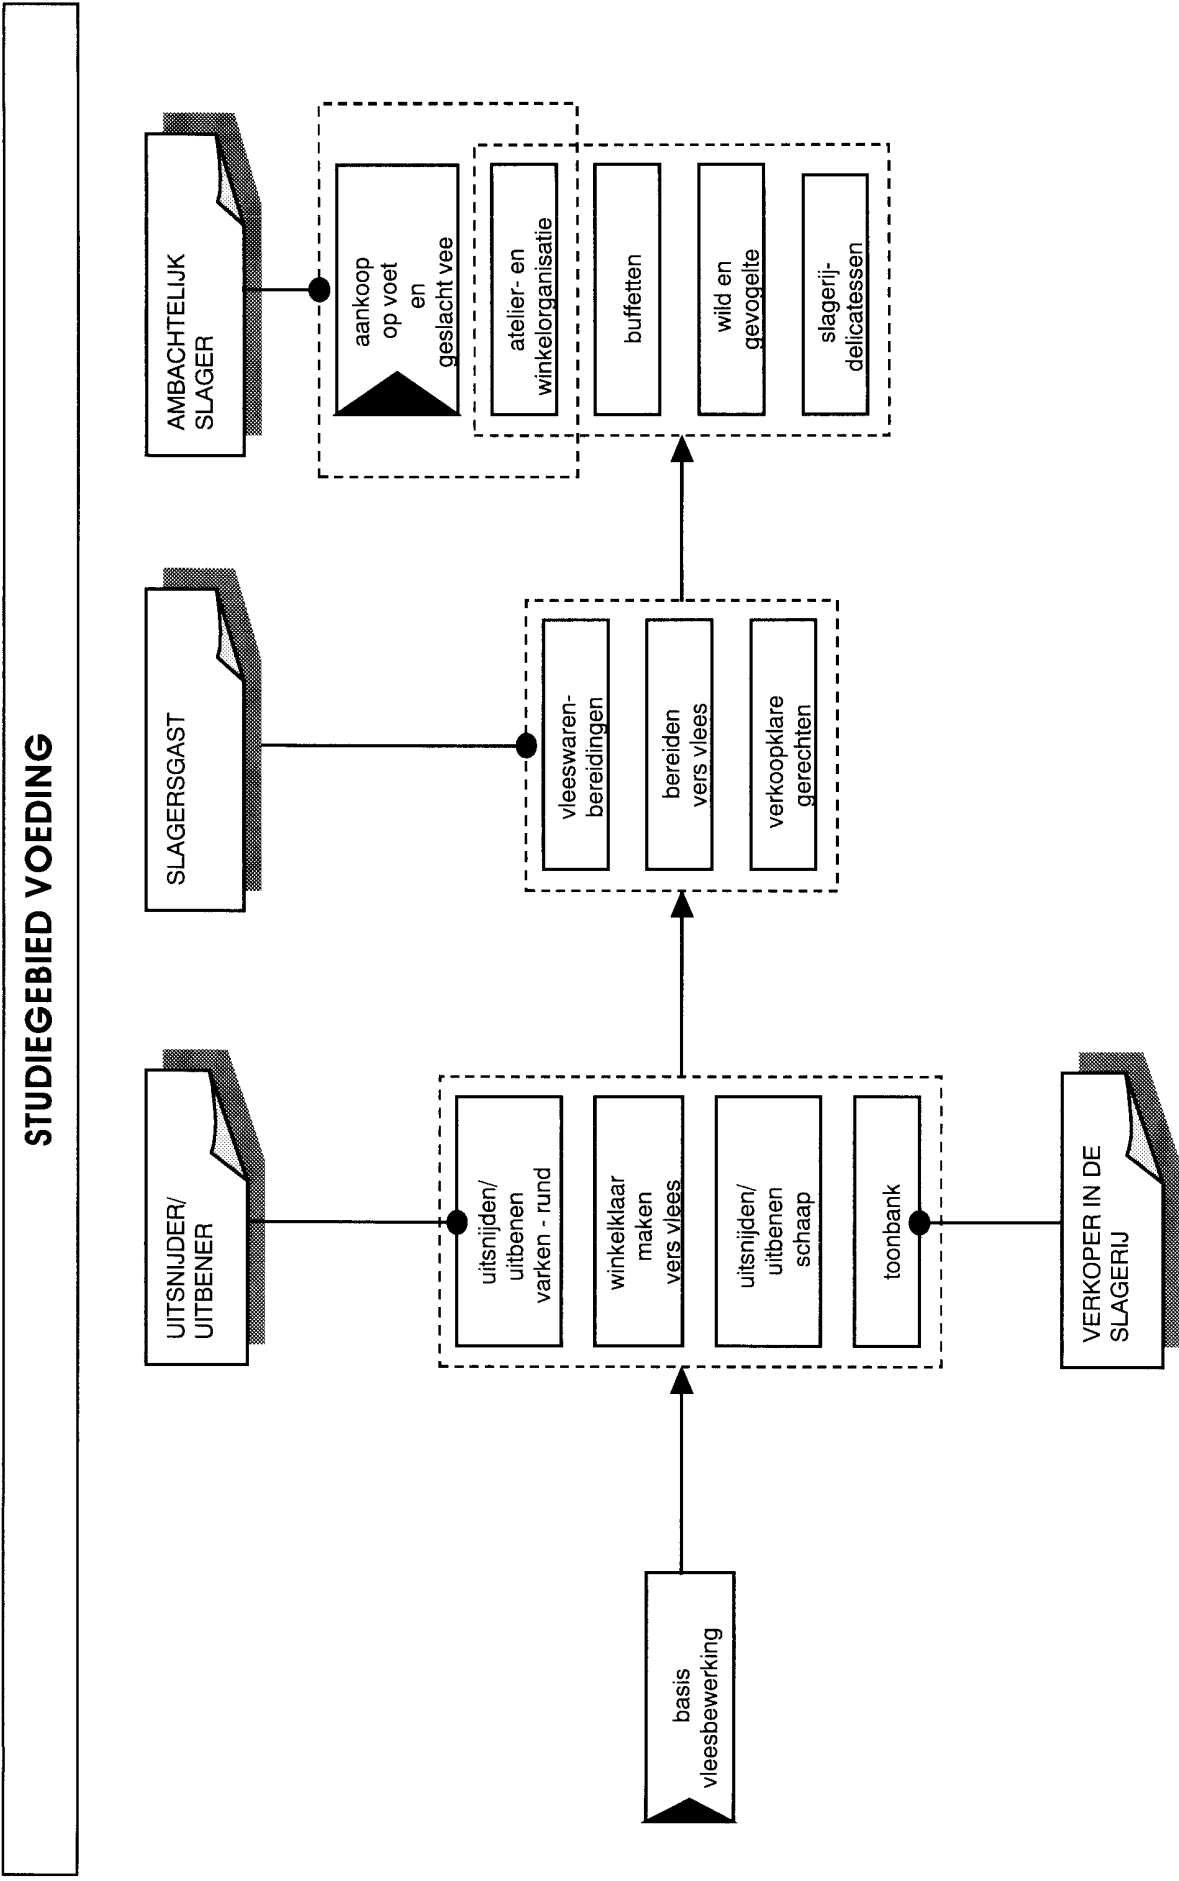 STUDIEGEBIED VOEDING
UITSNIJDER/
UITBENER
SLAGERSGAST
AMBACHTELIJK
SLAGER
basis
vleesbewerking
uitsnijden/
uitbenen
varken - rund
winkelklaar
maken
vers vlees
uitsnijden/
uitbenen
schaap
toonbank
vleeswaren-
bereidingen
bereiden
vers vlees
verkoopklare
gerechten
aankoop
op voet
en
geslacht vee
atelier- en
winkelorganisatie
buffetten
wild en
gevogelte
slagerij-
delicatessen
VERKOPER IN DE
SLAGERIJ